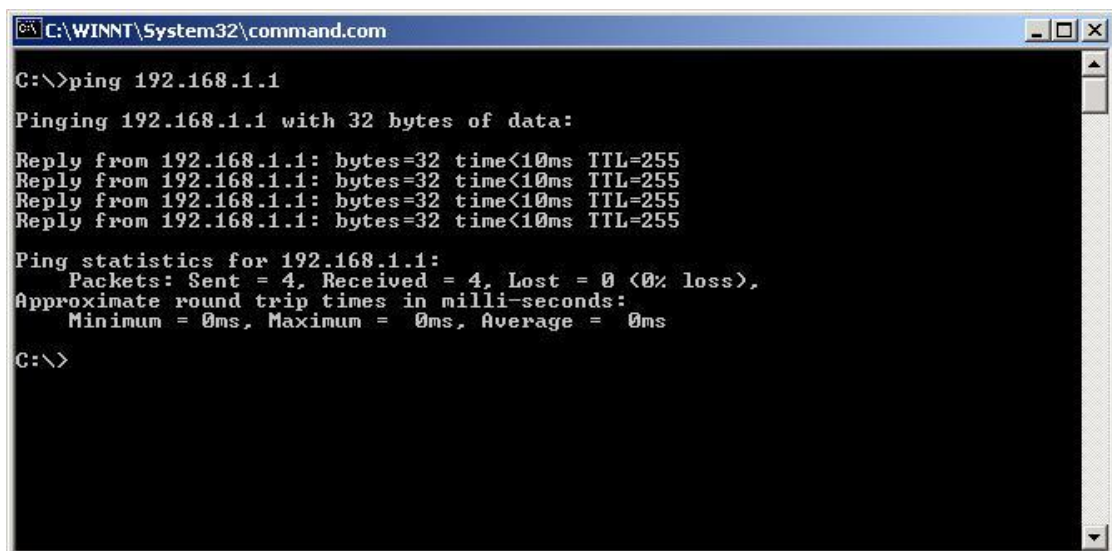 C:\WINNT\System32\command.com
C:\>ping 192.168.1.1
Pinging 192.168.1.1 with 32 bytes of data:
Reply from 192.168.1.1: bytes=32 time<10ms TTL=255
Reply from 192.168.1.1: bytes=32 time<10ms TTL=255
Reply from 192.168.1.1: bytes=32 time<10ms TTL=255
Reply from 192.168.1.1: bytes=32 time<10ms TTL=255
Ping statistics for 192.168.1.1:
    Packets: Sent = 4, Received = 4, Lost = 0 (0% loss),
Approximate round trip times in milli-seconds:
    Minimum = 0ms, Maximum =  0ms, Average =  0ms
C:\>